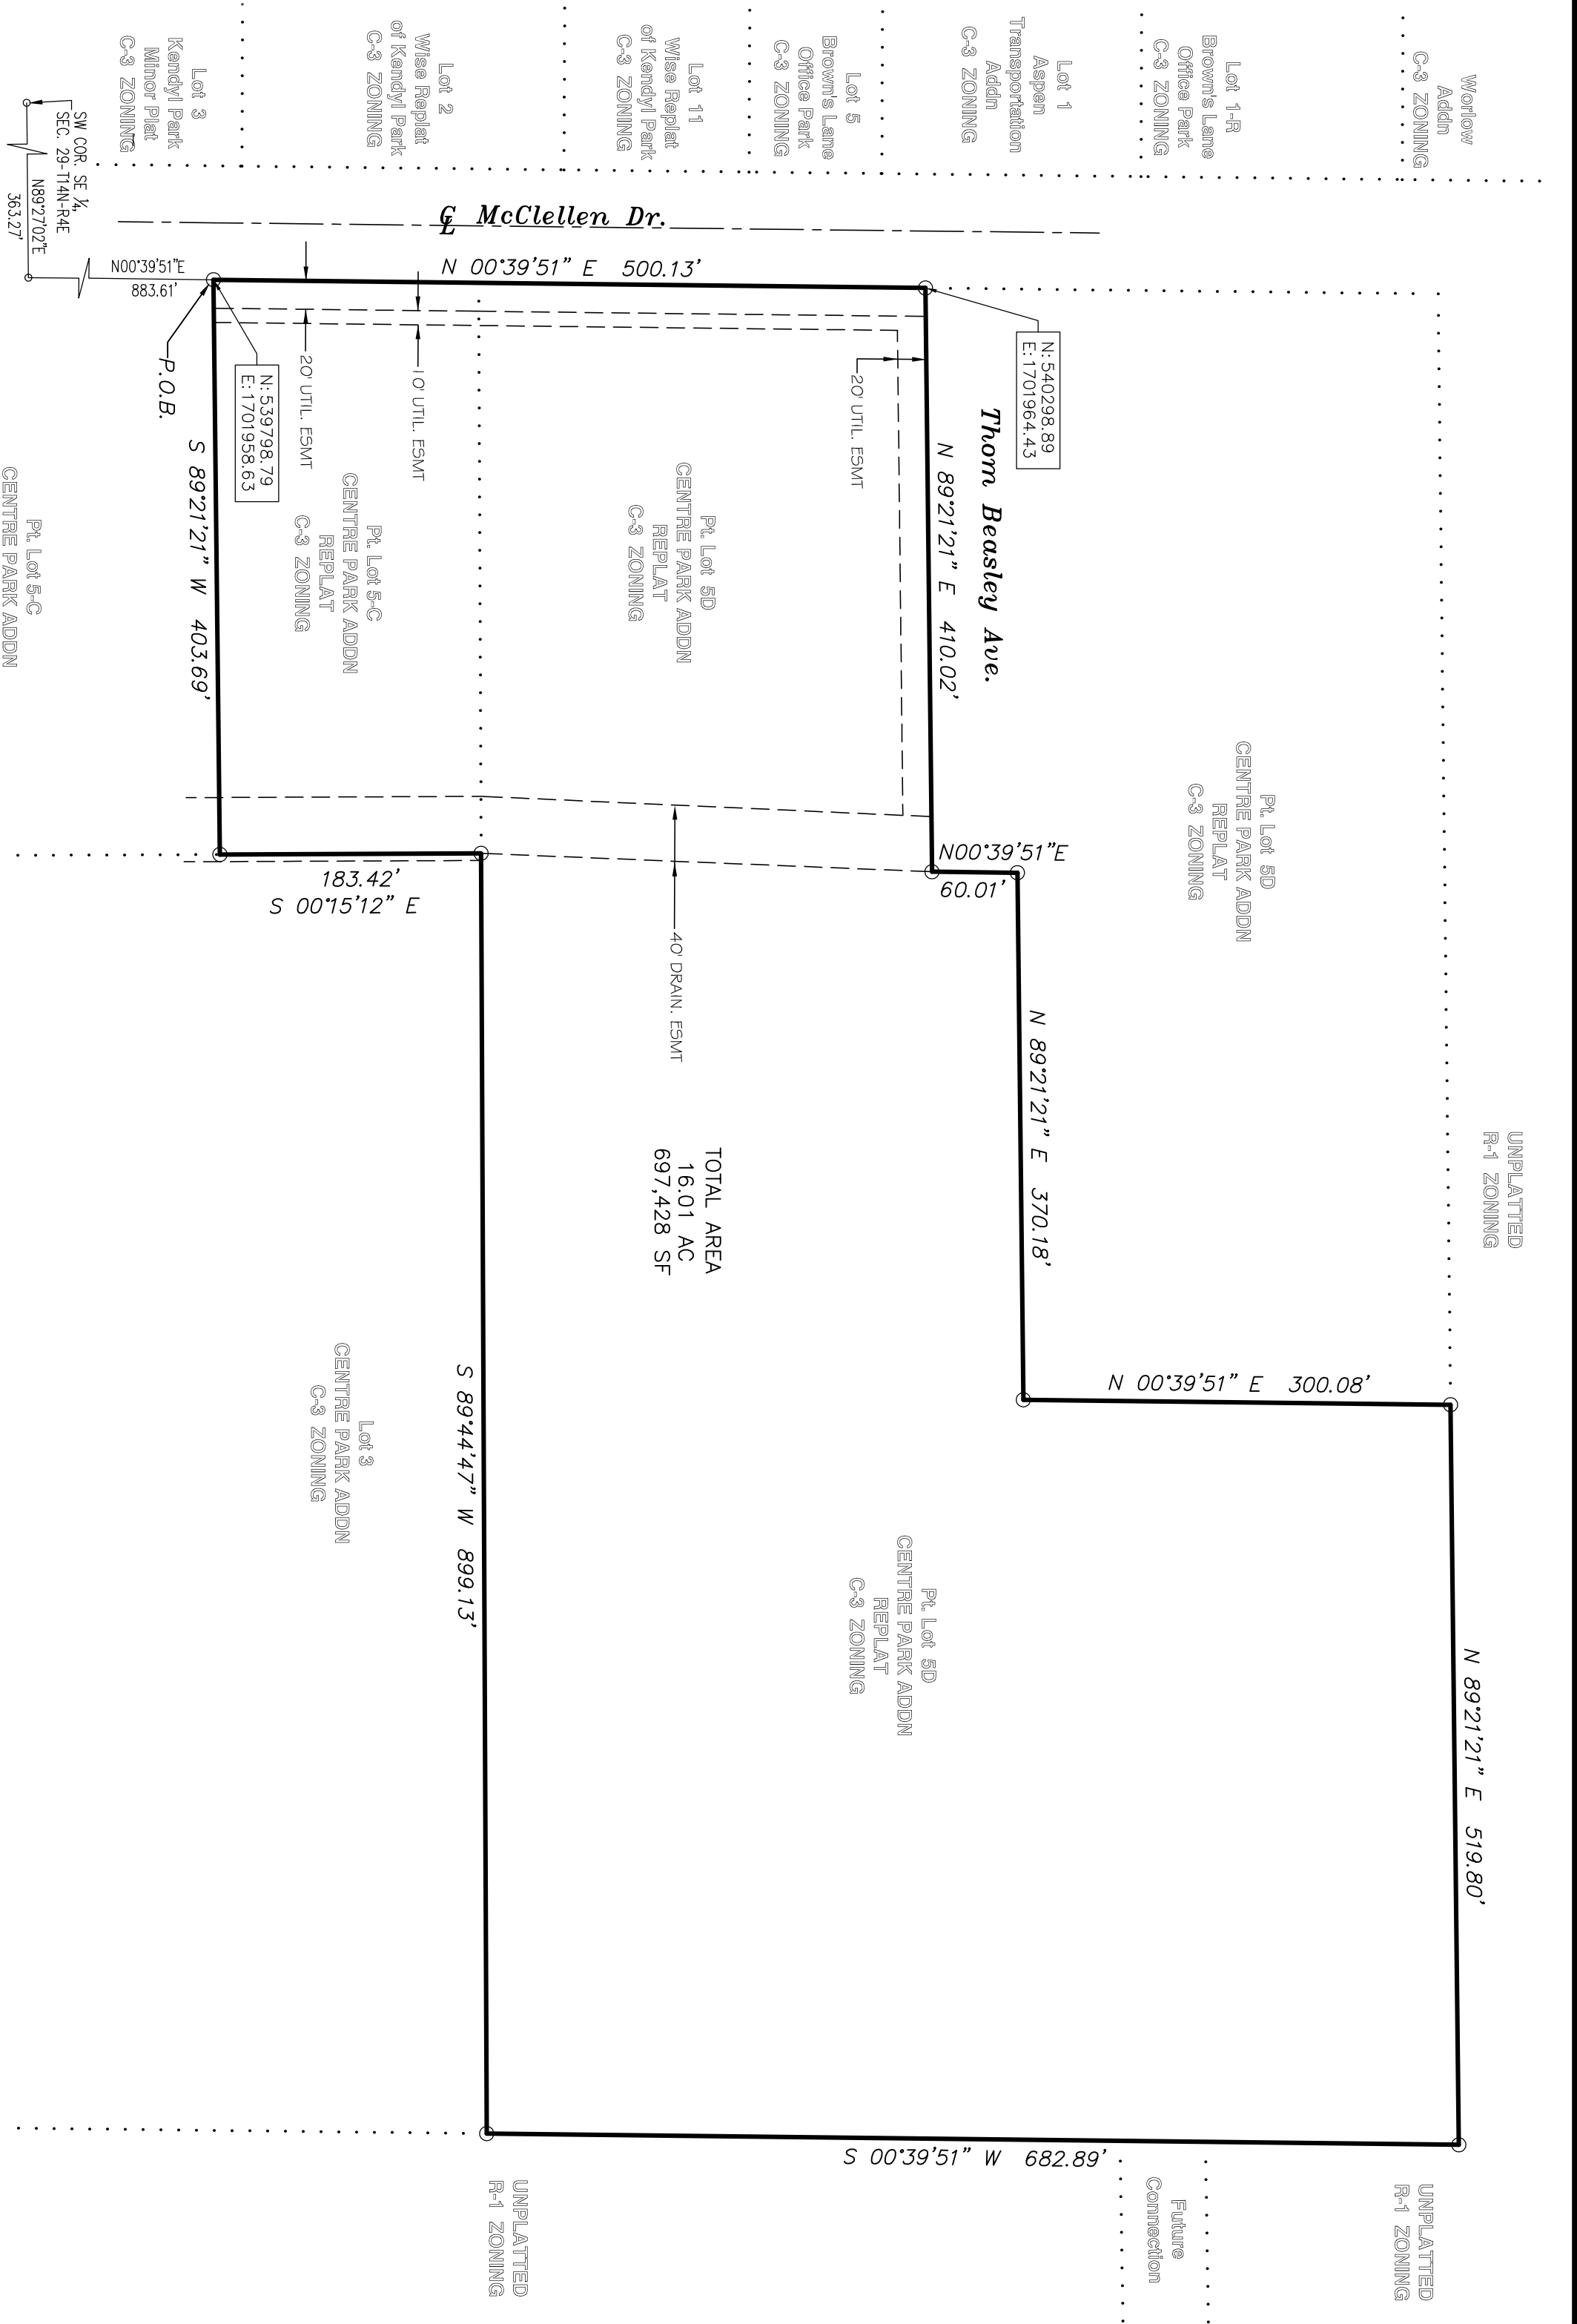 Worlow
Addn
C-3 ZONING
Lot 1-R
Brown's Lane
Office Park
C-3 ZONING
Lot 1
Aspen
Transportation
Addn
C-3 ZONING
Lot 5
Brown's Lane
Office Park
C-3 ZONING
Lot 11
Wise Replat
of Kendyl Park
C-3 ZONING
Lot 2
Wise Replat
of Kendyl Park
C-3 ZONING
Lot 3
Kendyl Park
Minor Plat
C-3 ZONING
SW COR. SE ¼,
SEC. 29-T14N-R4E
N89°27'02"E
363.27'
N00°39'51"E
883.61'
℄ McClellen Dr.
N 00°39'51" E 500.13'
P.O.B.
N: 539798.79
E: 1701958.63
20' UTIL. ESMT
10' UTIL. ESMT
20' UTIL. ESMT
N: 540298.89
E: 1701964.43
Thom Beasley Ave.
N 89°21'21" E 410.02'
Pt. Lot 5D
CENTRE PARK ADDN
REPLAT
C-3 ZONING
Pt. Lot 5-C
CENTRE PARK ADDN
REPLAT
C-3 ZONING
S 89°21'21" W 403.69'
Pt. Lot 5-C
CENTRE PARK ADDN
183.42'
S 00°15'12" E
40' DRAIN. ESMT
N00°39'51"E
60.01'
Pt. Lot 5D
CENTRE PARK ADDN
REPLAT
C-3 ZONING
N 89°21'21" E 370.18'
UNPLATTED
R-1 ZONING
TOTAL AREA
16.01 AC
697,428 SF
N 00°39'51" E 300.08'
S 89°44'47" W 899.13'
Lot 3
CENTRE PARK ADDN
C-3 ZONING
Pt. Lot 5D
CENTRE PARK ADDN
REPLAT
C-3 ZONING
N 89°21'21" E 519.80'
S 00°39'51" W 682.89'
UNPLATTED
R-1 ZONING
Future
Connection
UNPLATTED
R-1 ZONING